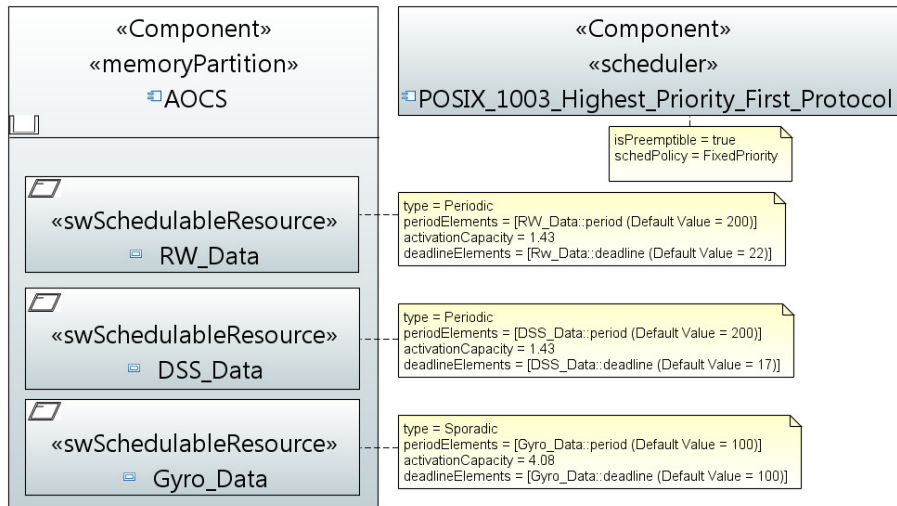 «Component»
«memoryPartition»
AOCS
«Component»
«scheduler»
POSIX_1003_Highest_Priority_First_Protocol
isPreemptible = true
schedPolicy = FixedPriority
«swSchedulableResource»
RW_Data
type = Periodic
periodElements = [RW_Data::period (Default Value = 200)]
activationCapacity = 1.43
deadlineElements = [Rw_Data::deadline (Default Value = 22)]
«swSchedulableResource»
DSS_Data
type = Periodic
periodElements = [DSS_Data::period (Default Value = 200)]
activationCapacity = 1.43
deadlineElements = [DSS_Data::deadline (Default Value = 17)]
«swSchedulableResource»
Gyro_Data
type = Sporadic
periodElements = [Gyro_Data::period (Default Value = 100)]
activationCapacity = 4.08
deadlineElements = [Gyro_Data::deadline (Default Value = 100)]